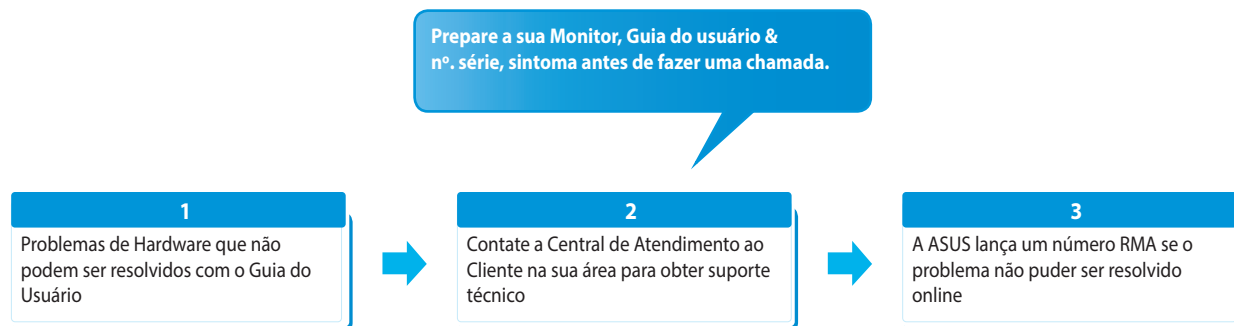 Prepare a sua Monitor, Guia do usuário &
nº. série, sintoma antes de fazer uma chamada.
1
Problemas de Hardware que não
podem ser resolvidos com o Guia do
Usuário
2
Contate a Central de Atendimento ao
Cliente na sua área para obter suporte
técnico
3
A ASUS lança um número RMA se o
problema não puder ser resolvido
online